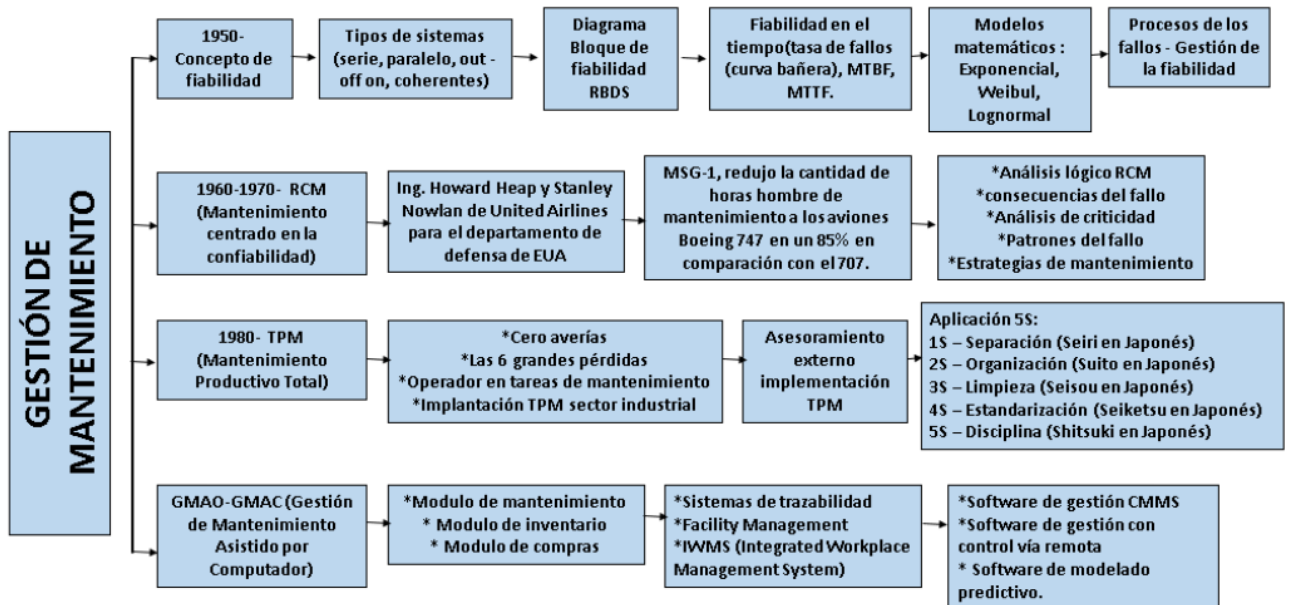 GESTIÓN DE
MANTENIMIENTO
1950-
Concepto de
fiabilidad
Tipos de sistemas
(serie, paralelo, out -
off on, coherentes)
Diagrama
Bloque de
fiabilidad
RBDS
Fiabilidad en el
tiempo(tasa de fallos
(curva bañera), MTBF,
MTTF.
Modelos
matemáticos :
Exponencial,
Weibul,
Lognormal
Procesos de los
fallos - Gestión de
la fiabilidad
1960-1970- RCM
(Mantenimiento
centrado en la
confiabilidad)
Ing. Howard Heap y Stanley
Nowlan de United Airlines
para el departamento de
defensa de EUA
MSG-1, redujo la cantidad de
horas hombre de
mantenimiento a los aviones
Boeing 747 en un 85% en
comparación con el 707.
*Análisis lógico RCM
*consecuencias del fallo
*Análisis de criticidad
*Patrones del fallo
*Estrategias de mantenimiento
1980- TPM
(Mantenimiento
Productivo Total)
*Cero averías
*Las 6 grandes pérdidas
*Operador en tareas de mantenimiento
*Implantación TPM sector industrial
Asesoramiento
externo
implementación
TPM
Aplicación 5S:
1S – Separación (Seiri en Japonés)
2S – Organización (Suito en Japonés)
3S – Limpieza (Seisou en Japonés)
4S – Estandarización (Seiketsu en Japonés)
5S – Disciplina (Shitsuki en Japonés)
GMAO-GMAC (Gestión
de Mantenimiento
Asistido por
Computador)
*Modulo de mantenimiento
* Modulo de inventario
* Modulo de compras
*Sistemas de trazabilidad
*Facility Management
*IWMS (Integrated Workplace
Management System)
*Software de gestión CMMS
*Software de gestión con
control vía remota
* Software de modelado
predictivo.